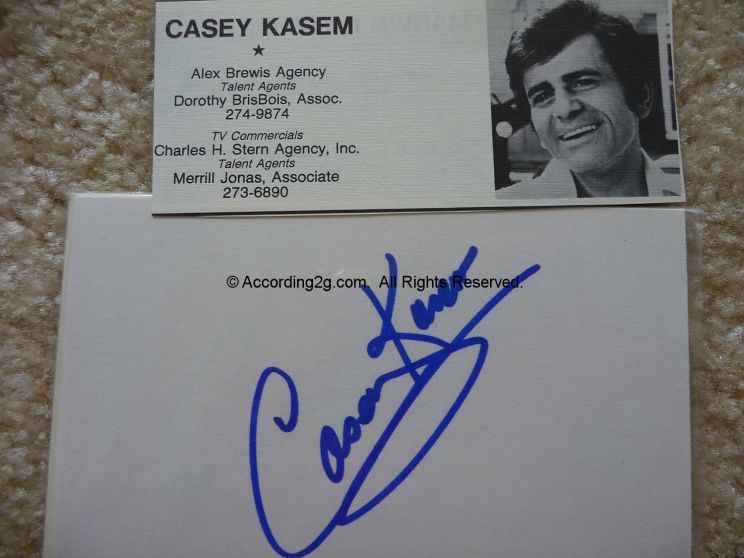 CASEY KASEM
★
Alex Brewis Agency
Talent Agents
Dorothy BrisBois, Assoc.
274-9874
TV Commercials
Charles H. Stern Agency, Inc.
Talent Agents
Merrill Jonas, Associate
273-6890
© According2g.com. All Rights Reserved.
Casey Kasem